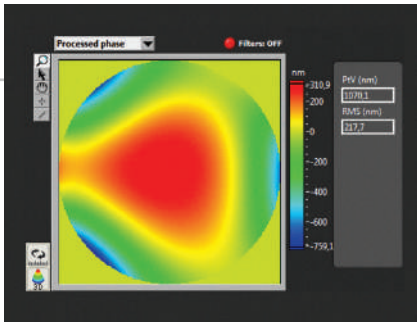 Processed phase
Filters: OFF
nm
310,9
200
-0
-200
-400
-600
-759,1
PtV (nm)
1070,1
RMS (nm)
217,7
3D